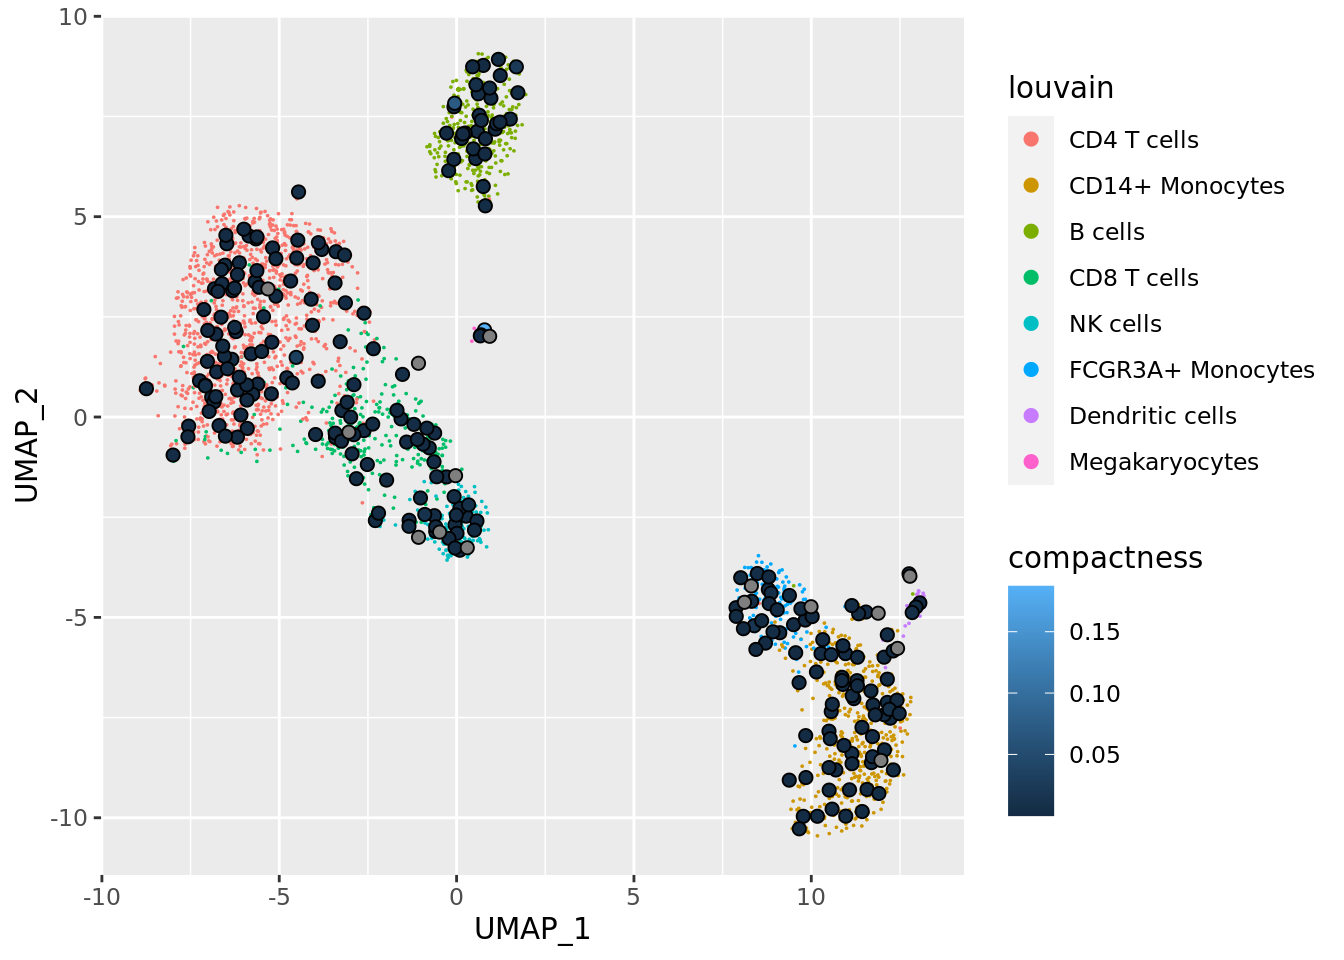 10
5
0
-5
-10
UMAP_2
-10
-5
0
5
10
UMAP_1
louvain
CD4 T cells
CD14+ Monocytes
B cells
CD8 T cells
NK cells
FCGR3A+ Monocytes
Dendritic cells
Megakaryocytes
compactness
0.15
0.10
0.05